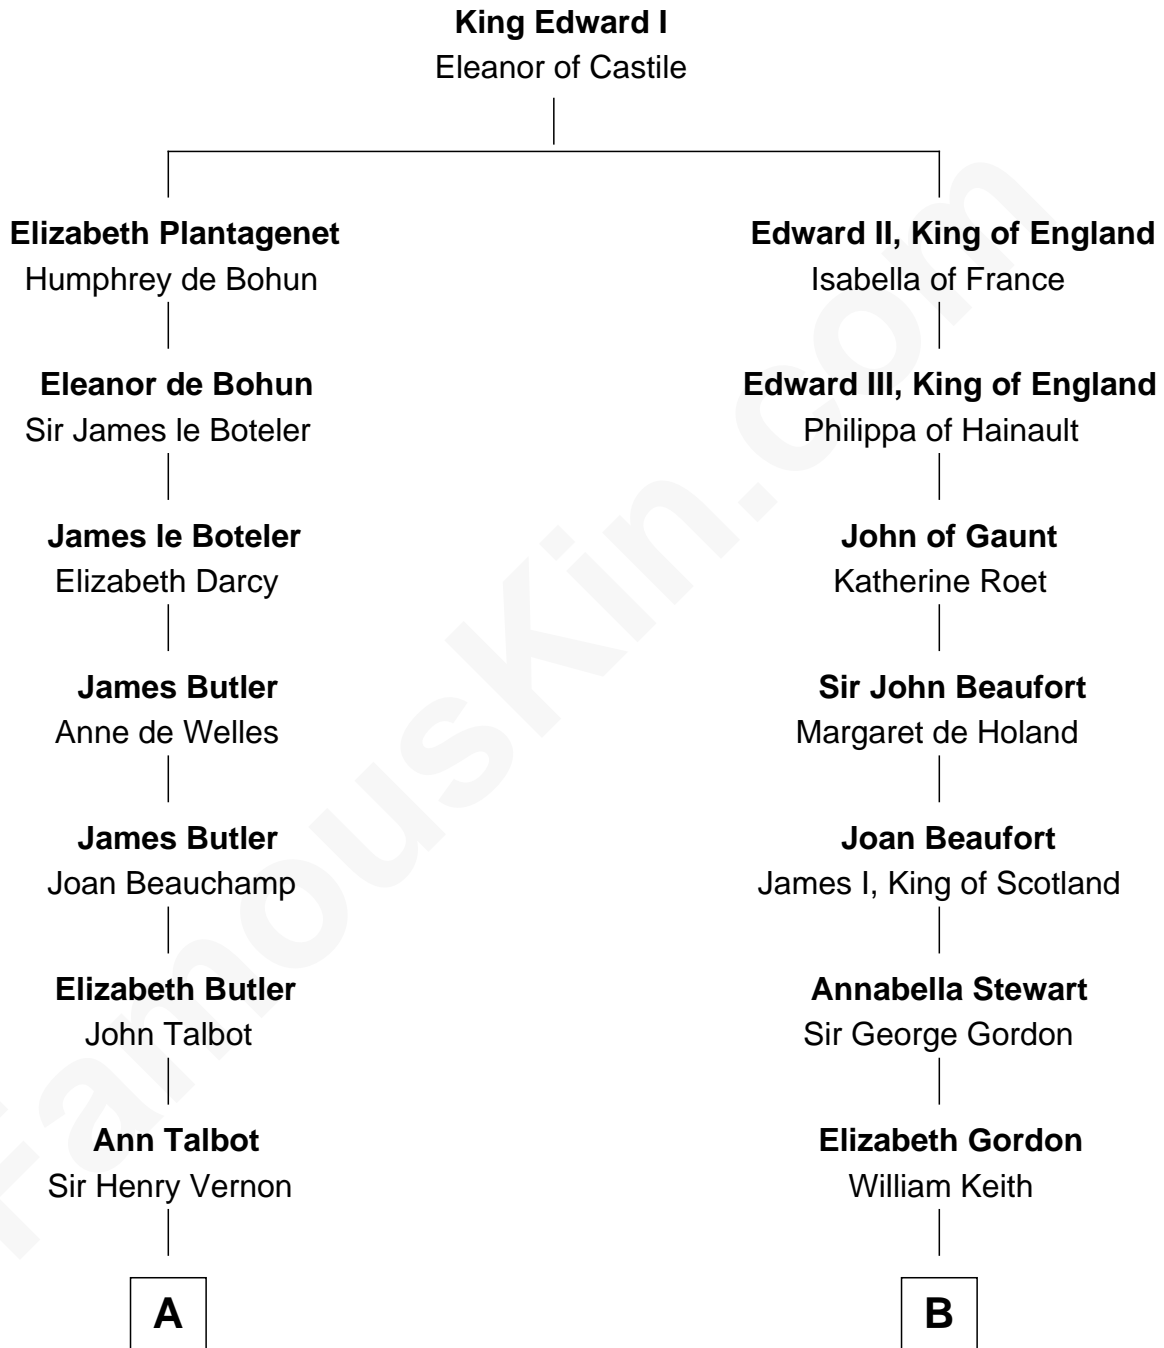 King Edward I
Eleanor of Castile
Elizabeth Plantagenet
Humphrey de Bohun
Edward II, King of England
Isabella of France
Eleanor de Bohun
Sir James le Boteler
Edward III, King of England
Philippa of Hainault
James le Boteler
Elizabeth Darcy
John of Gaunt
Katherine Roet
James Butler
Anne de Welles
Sir John Beaufort
Margaret de Holand
James Butler
Joan Beauchamp
Joan Beaufort
James I, King of Scotland
Elizabeth Butler
John Talbot
Annabella Stewart
Sir George Gordon
Ann Talbot
Sir Henry Vernon
Elizabeth Gordon
William Keith
A
B
FamousKin.com